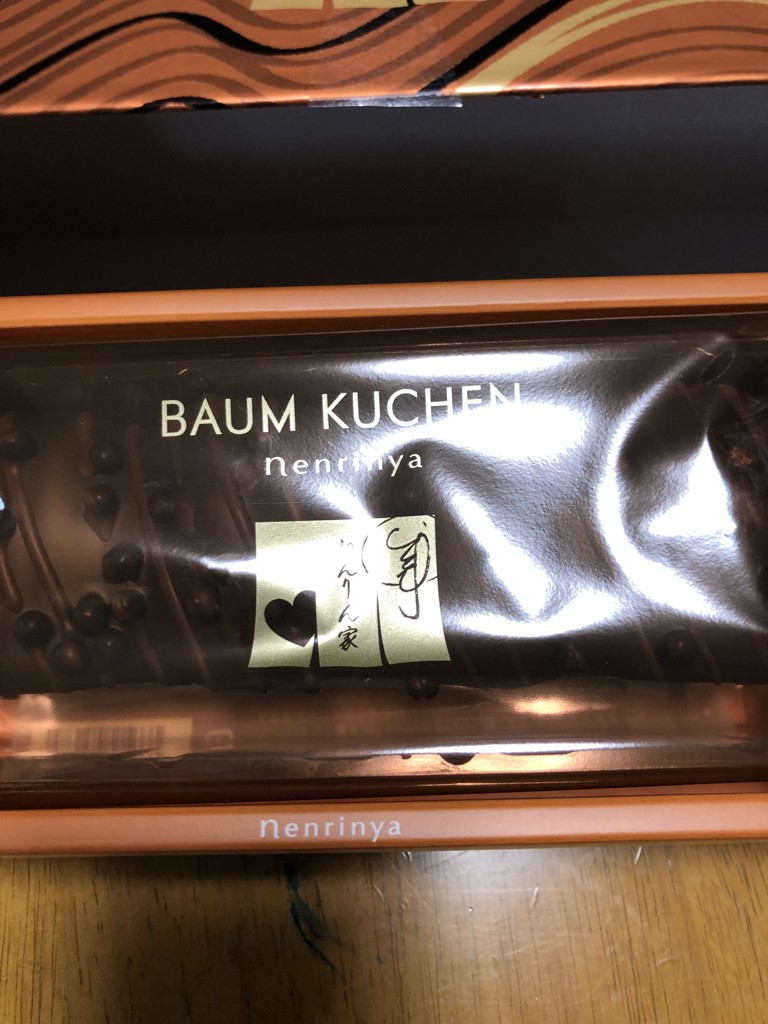 BAUM KUCHEN
nenrinya
ねんりん家
nenrinya